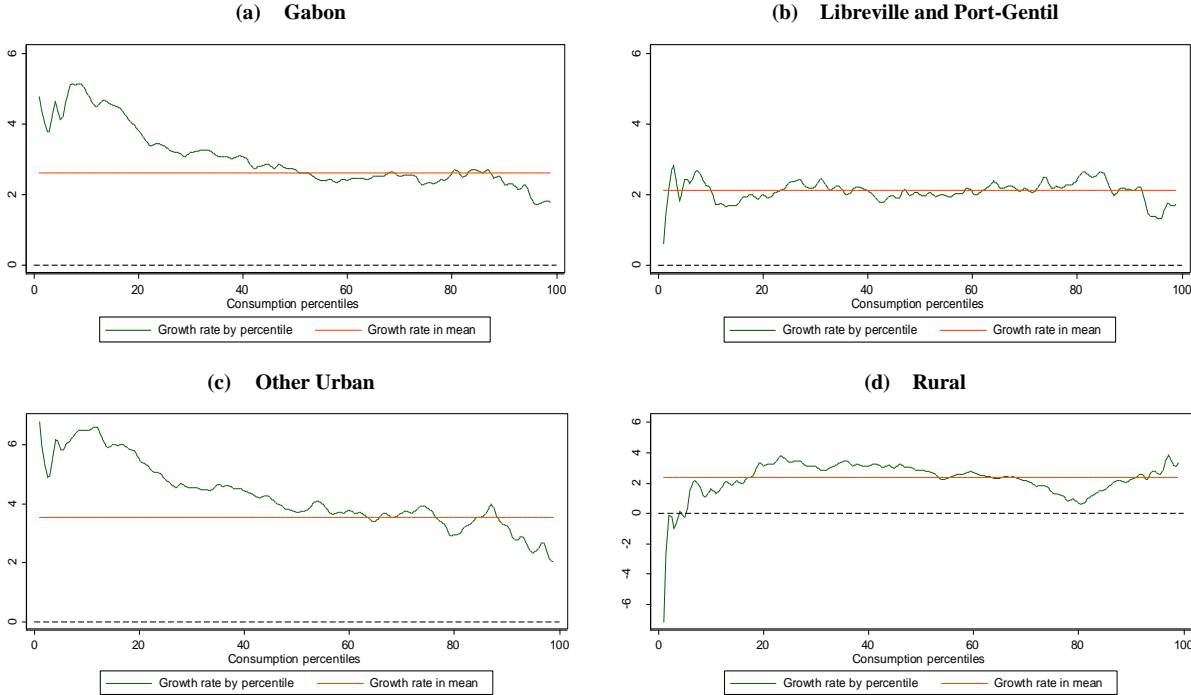 (a) Gabon
6
4
2
0
0 20 40 60 80 100
Consumption percentiles
Growth rate by percentile Growth rate in mean
(b) Libreville and Port-Gentil
6
4
2
0
0 20 40 60 80 100
Consumption percentiles
Growth rate by percentile Growth rate in mean
(c) Other Urban
6
4
2
0
0 20 40 60 80 100
Consumption percentiles
Growth rate by percentile Growth rate in mean
(d) Rural
6
4
2
0
-2
-4
-6
0 20 40 60 80 100
Consumption percentiles
Growth rate by percentile Growth rate in mean